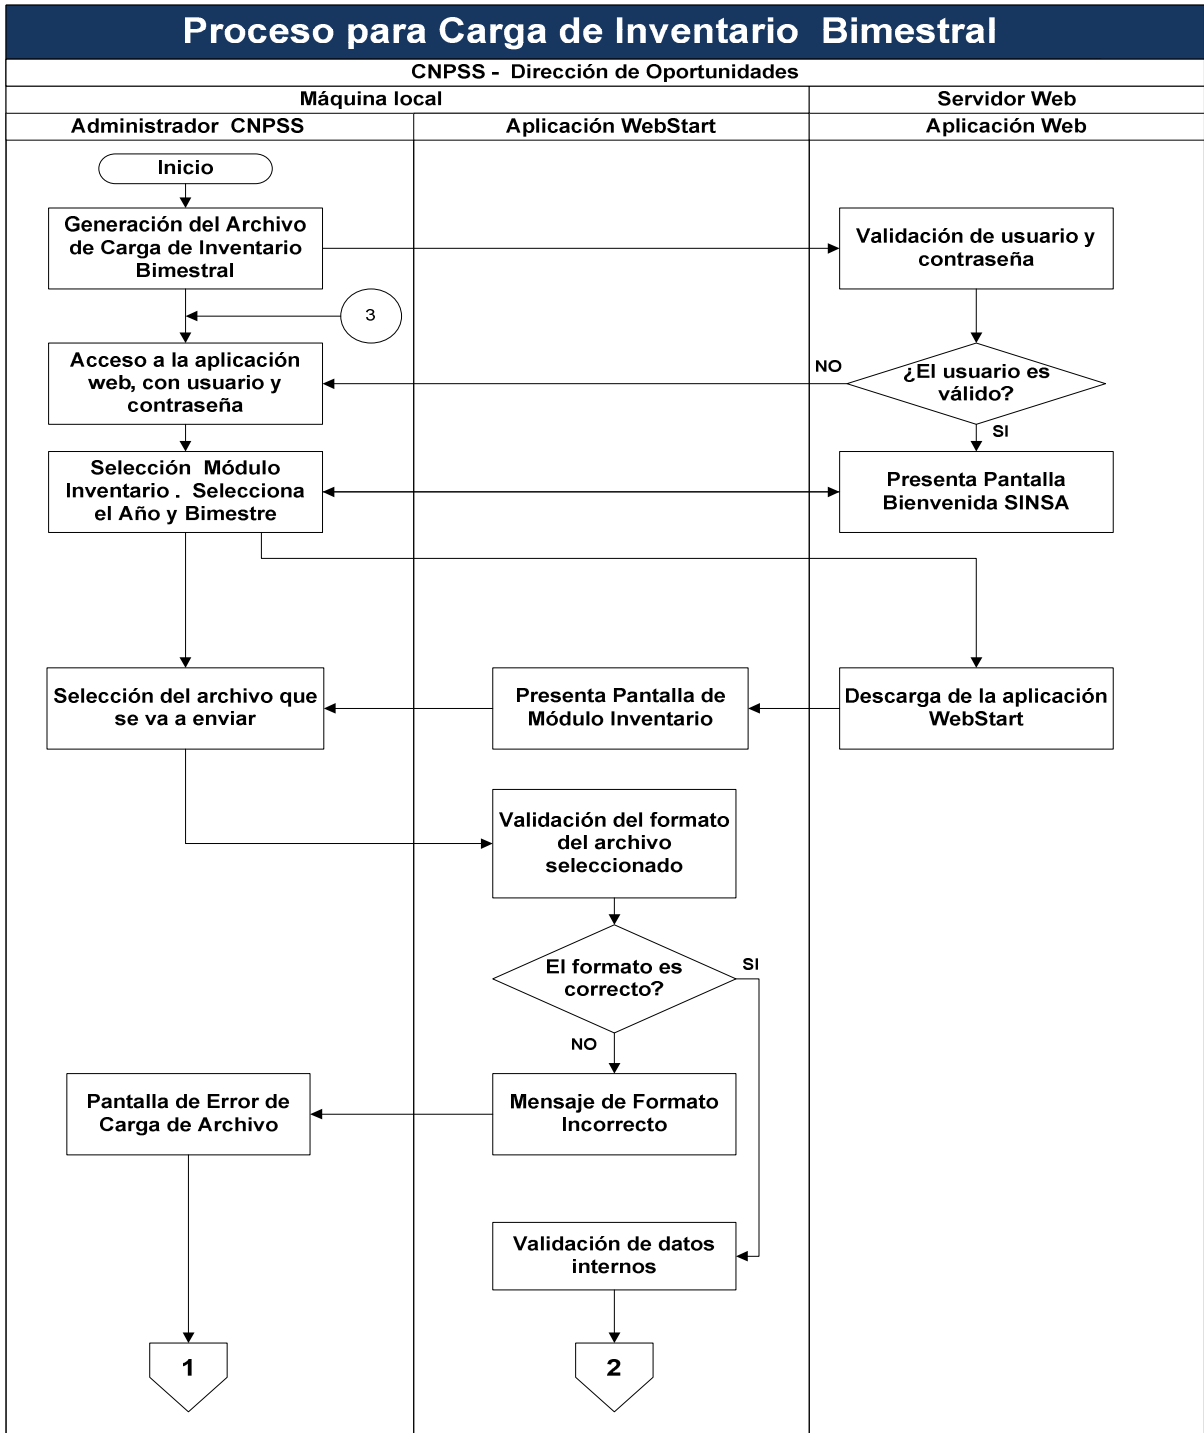 Proceso para Carga de Inventario Bimestral
CNPSS - Dirección de Oportunidades
Máquina local
Servidor Web
Administrador CNPSS
Aplicación WebStart
Aplicación Web
Inicio
Generación del Archivo
de Carga de Inventario
Bimestral
Validación de usuario y
contraseña
3
Acceso a la aplicación
web, con usuario y
contraseña
NO
¿El usuario es
válido?
SI
Selección Módulo
Inventario . Selecciona
el Año y Bimestre
Presenta Pantalla
Bienvenida SINSA
Selección del archivo que
se va a enviar
Presenta Pantalla de
Módulo Inventario
Descarga de la aplicación
WebStart
Validación del formato
del archivo
seleccionado
El formato es
correcto?
SI
NO
Pantalla de Error de
Carga de Archivo
Mensaje de Formato
Incorrecto
Validación de datos
internos
1
2